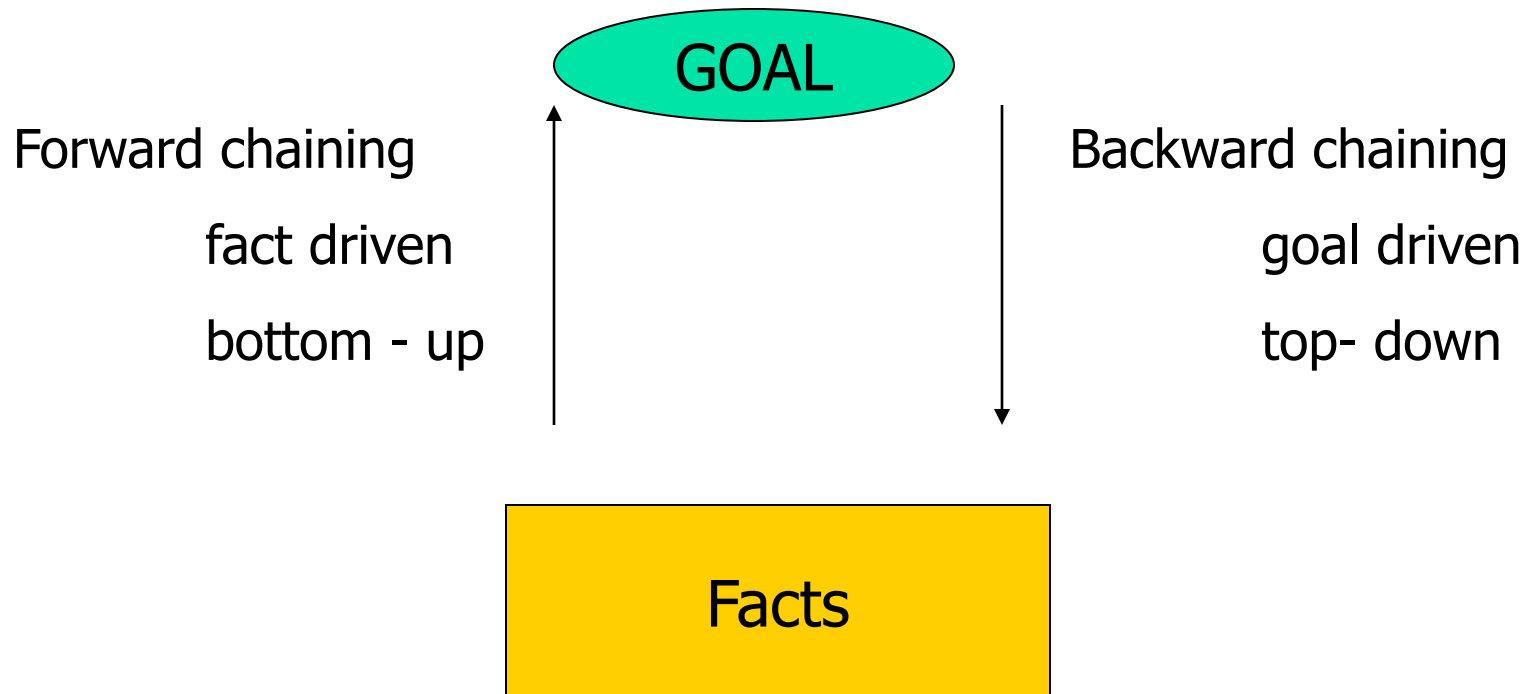 GOAL
Forward chaining
fact driven
bottom - up
Backward chaining
goal driven
top- down
Facts